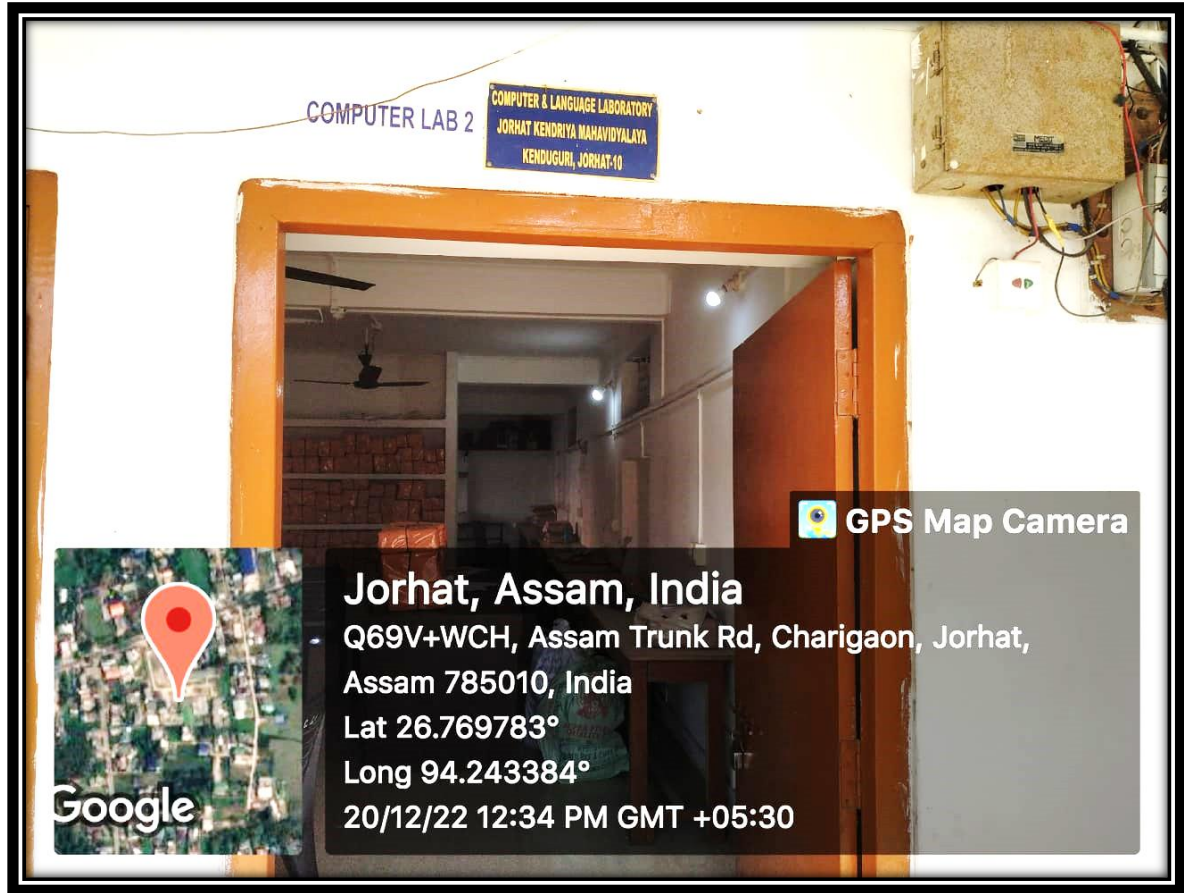 COMPUTER LAB 2
COMPUTER & LANGUAGE LABORATORY
JORHAT KENDRIYA MAHAVIDYALAYA
KENDUGURI, JORHAT-10
GPS Map Camera
Jorhat, Assam, India
Q69V+WCH, Assam Trunk Rd, Charigaon, Jorhat,
Assam 785010, India
Lat 26.769783°
Long 94.243384°
20/12/22 12:34 PM GMT +05:30
Google